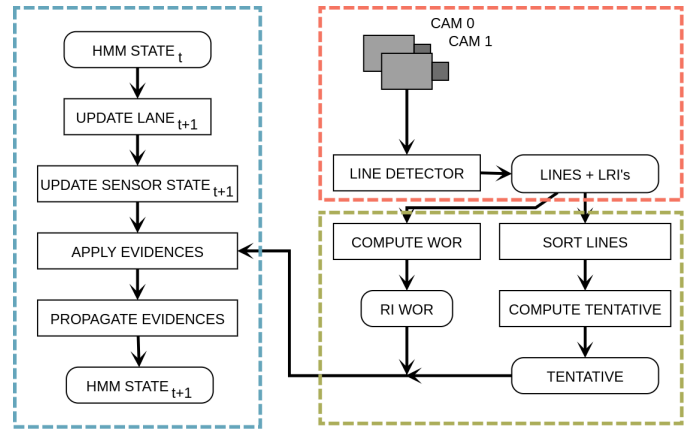 HMM STATE t
UPDATE LANE t+1
UPDATE SENSOR STATE t+1
APPLY EVIDENCES
PROPAGATE EVIDENCES
HMM STATE t+1
CAM 0
CAM 1
LINE DETECTOR
LINES + LRI's
COMPUTE WOR
SORT LINES
RI WOR
COMPUTE TENTATIVE
TENTATIVE